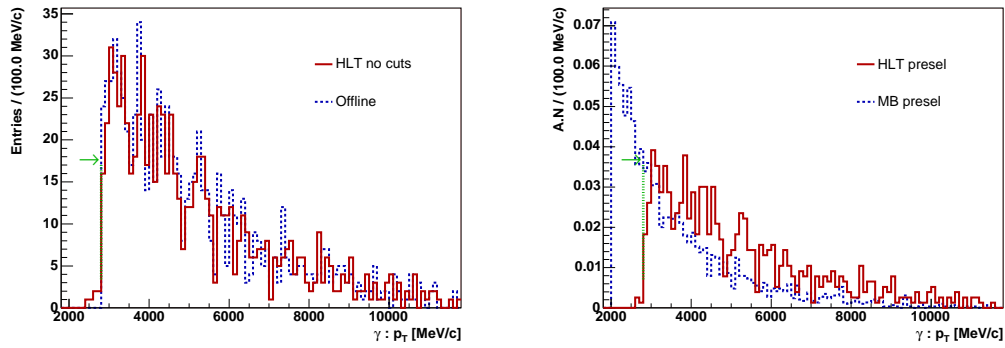 Entries / (100.0 MeV/c)
35
30
25
20
15
10
5
0
HLT no cuts
Offline
2000 4000 6000 8000 10000
γ : pT [MeV/c]
A.N / (100.0 MeV/c)
0.07
0.06
0.05
0.04
0.03
0.02
0.01
0
HLT presel
MB presel
2000 4000 6000 8000 10000
γ : pT [MeV/c]